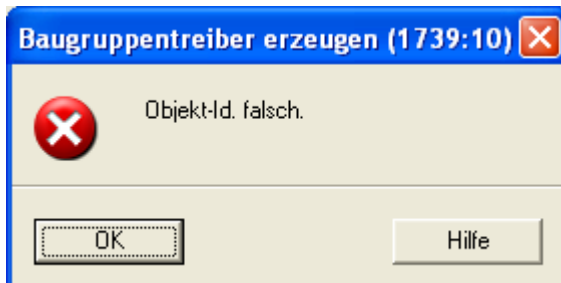 Baugruppentreiber erzeugen (1739:10)
Objekt-Id. falsch.
OK
Hilfe